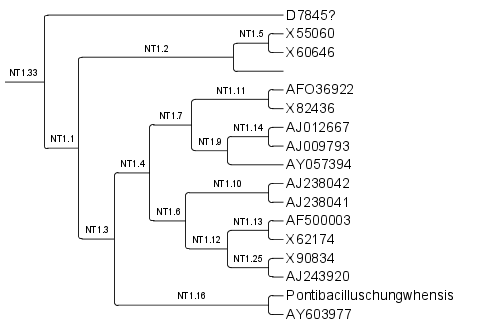 D7845?
NT1.5
X55060
NT1.2
X60646
NT1.33
NT1.11
AFO36922
X82436
NT1.7
NT1.14
AJ012667
NT1.1
NT1.9
AJ009793
NT1.4
AY057394
NT1.10
AJ238042
AJ238041
NT1.6
NT1.13
AF500003
NT1.3
NT1.12
X62174
NT1.25
X90834
AJ243920
NT1.16
Pontibacilluschungwhensis
AY603977